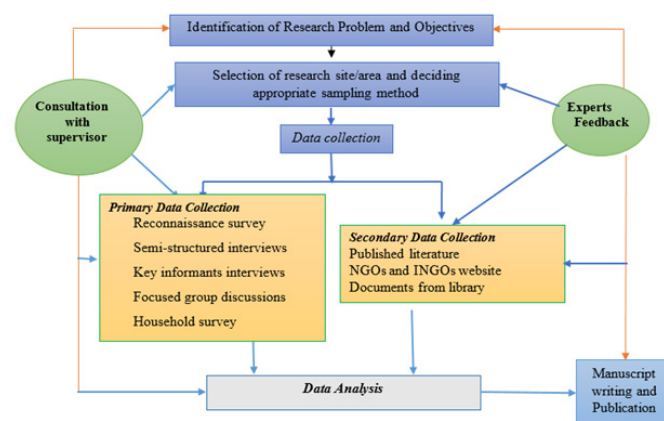 Identification of Research Problem and Objectives
Selection of research site/area and deciding
appropriate sampling method
Consultation
with
supervisor
Experts
Feedback
Data collection
Primary Data Collection
Reconnaissance survey
Semi-structured interviews
Key informants interviews
Focused group discussions
Household survey
Secondary Data Collection
Published literature
NGOs and INGOs website
Documents from library
Data Analysis
Manuscript
writing and
Publication